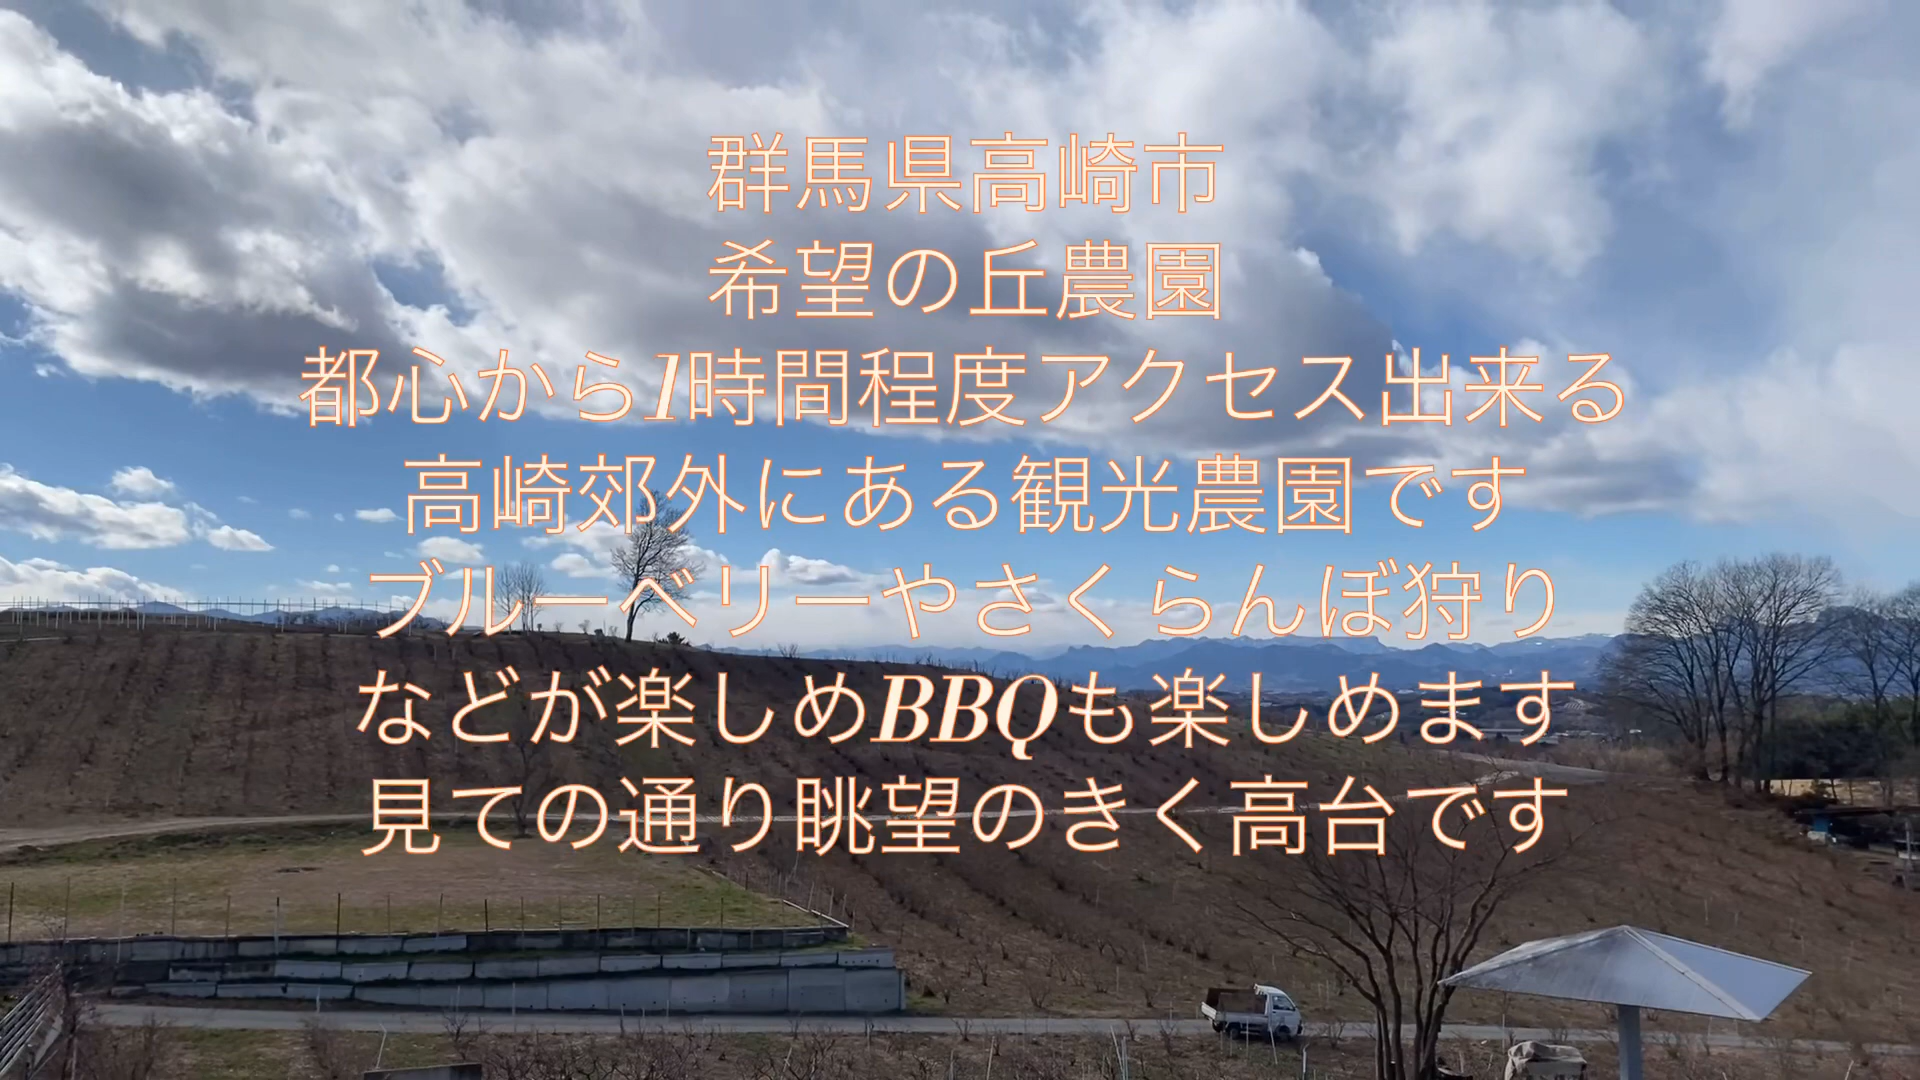 群馬県高崎市
希望の丘農園
都心から1時間程度アクセス出来る
高崎郊外にある観光農園です
ブルーベリーやさくらんぼ狩り
などが楽しめBBQも楽しめます
見ての通り眺望のきく高台です